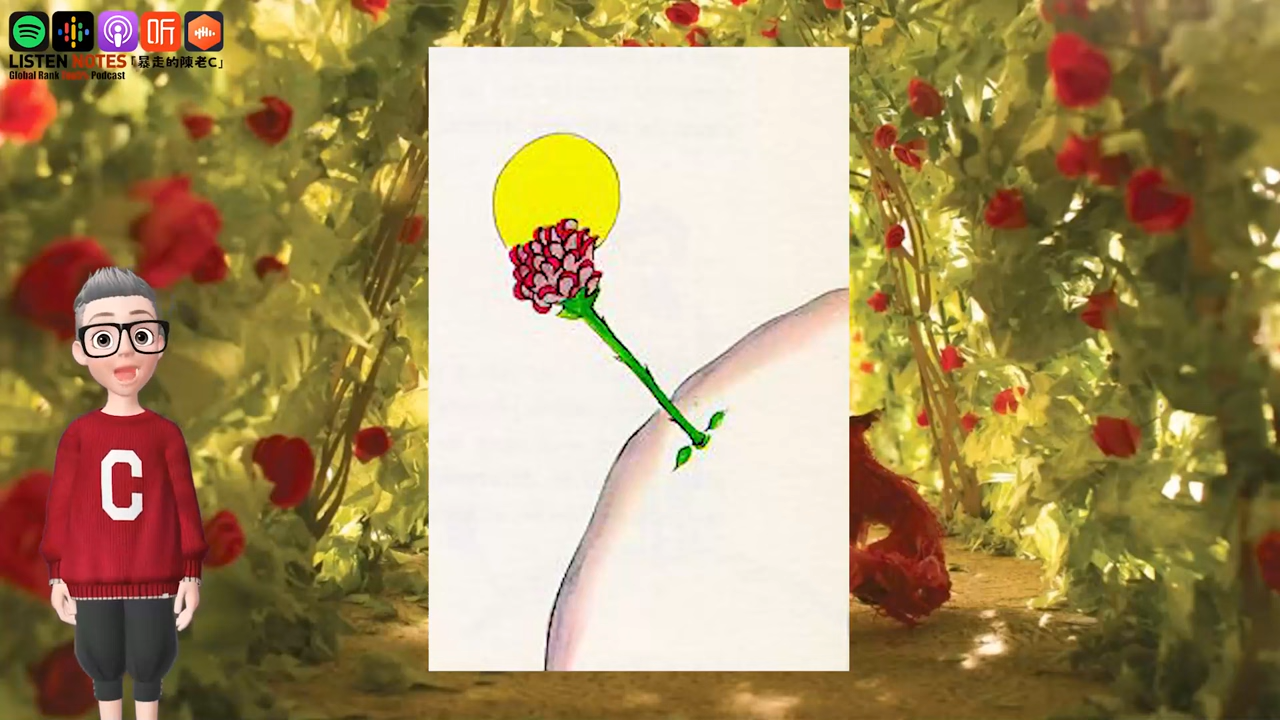 听
LISTEN NOTES「暴走的陳老C」
Global Rank Podcast
C